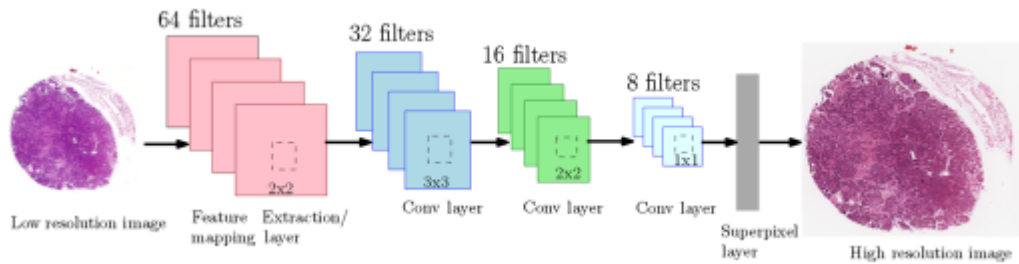 64 filters
32 filters
16 filters
8 filters
2x2
3x3
2x2
1x1
Low resolution image
Feature Extraction/
mapping layer
Conv layer
Conv layer
Conv layer
Superpixel
layer
High resolution image